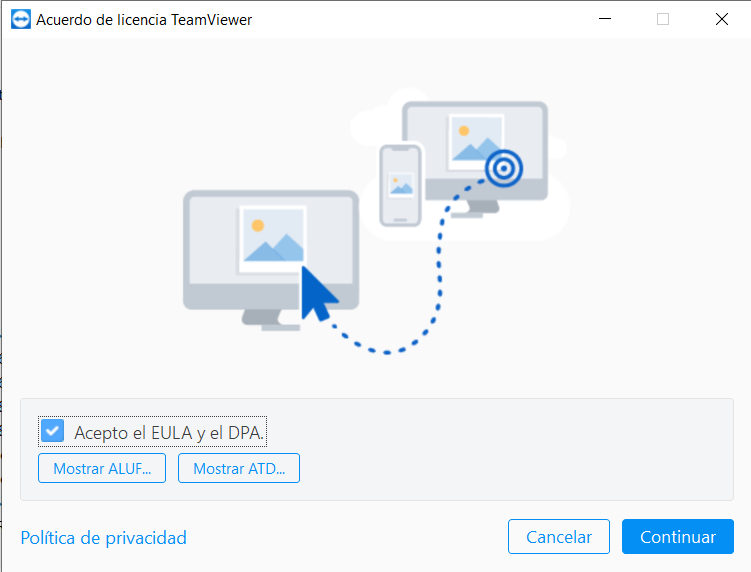 Acuerdo de licencia TeamViewer
Acepto el EULA y el DPA.
Mostrar ALUF... Mostrar ATD...
Política de privacidad Cancelar Continuar